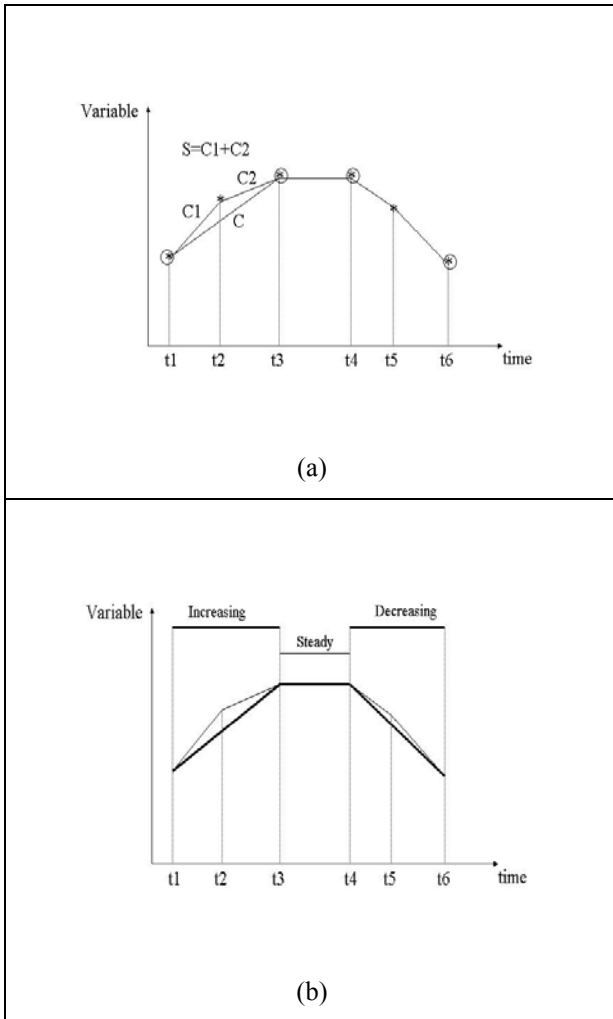 Variable
S=C1+C2
C2
C1
C
t1 t2 t3 t4 t5 t6 time
(a)
Variable Increasing Decreasing
Steady
t1 t2 t3 t4 t5 t6 time
(b)